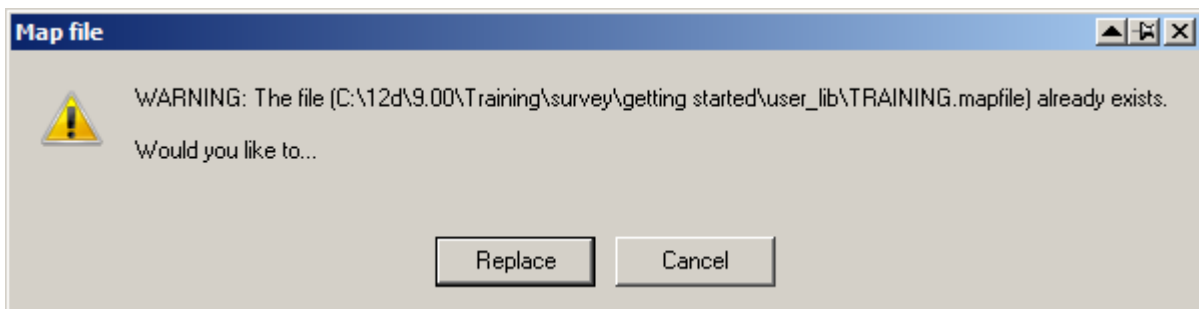 Map file
WARNING: The file (C:\12d\9.00\Training\survey\getting started\user_lib\TRAINING.mapfile) already exists.
Would you like to...
Replace Cancel